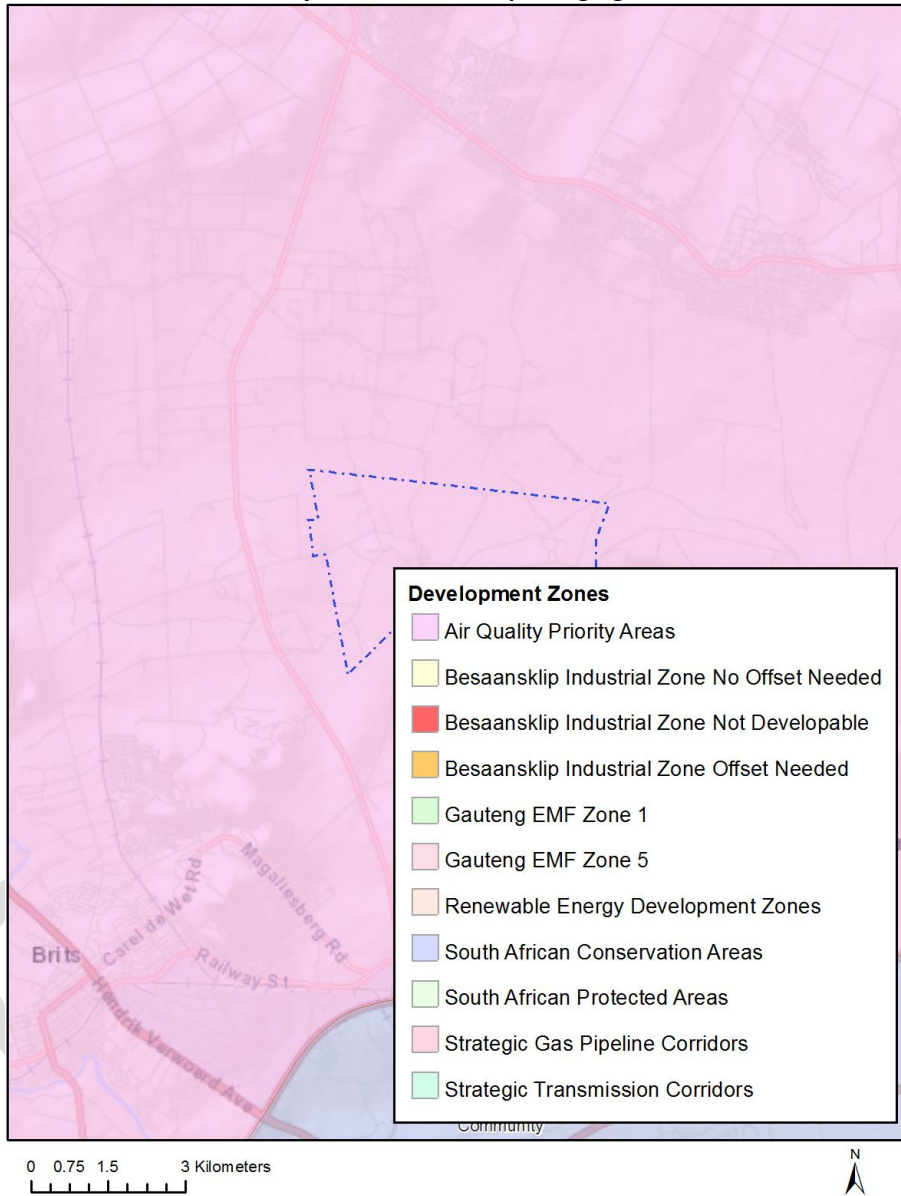 Development Zones
Air Quality Priority Areas
Besaansklip Industrial Zone No Offset Needed
Besaansklip Industrial Zone Not Developable
Besaansklip Industrial Zone Offset Needed
Gauteng EMF Zone 1
Gauteng EMF Zone 5
Renewable Energy Development Zones
South African Conservation Areas
South African Protected Areas
Strategic Gas Pipeline Corridors
Strategic Transmission Corridors
Magaliesberg Rd
Carel de Wet Rd
Brits
Railway St
Hendrik Verwoerd Ave
Community
0 0.75 1.5 3 Kilometers
N